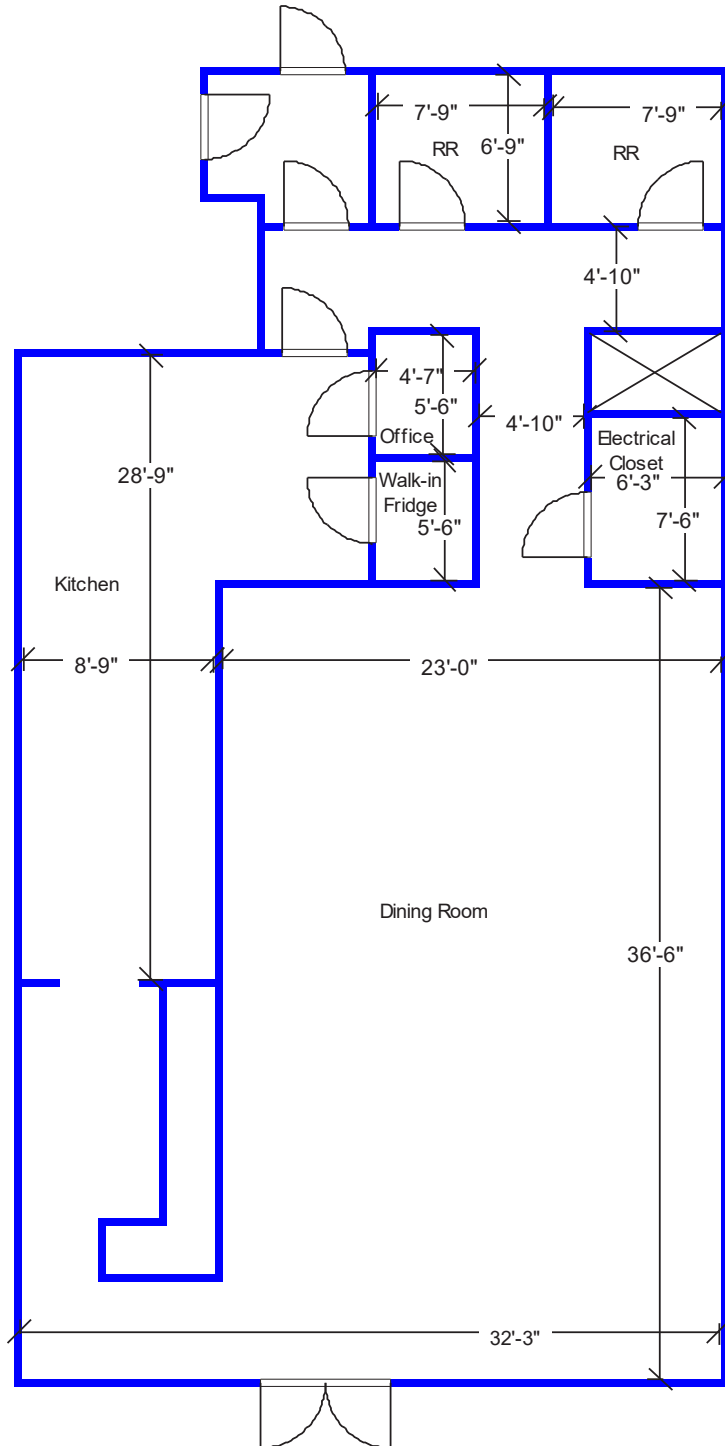 7'-9"
7'-9"
RR
6'-9"
RR
4'-10"
4'-7"
5'-6"
4'-10"
Office
Electrical
Closet
28'-9"
Walk-in
Fridge
6'-3"
5'-6"
7'-6"
Kitchen
8'-9"
23'-0"
Dining Room
36'-6"
32'-3"